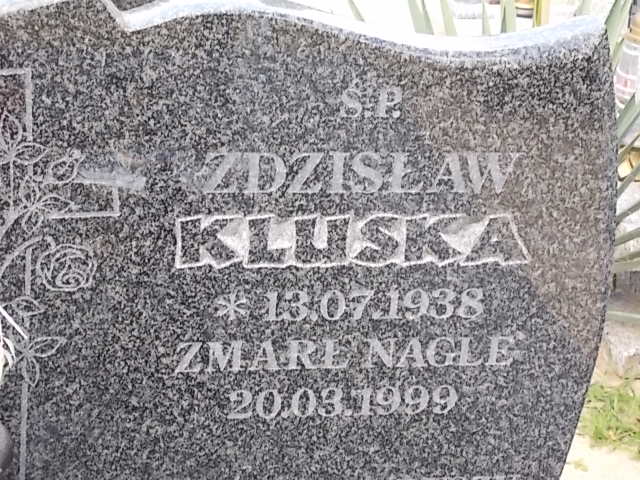 Ś.P.
ZDZISŁAW
KLUSKA
* 13.07.1938
ZMARŁ NAGLE
20.03.1999